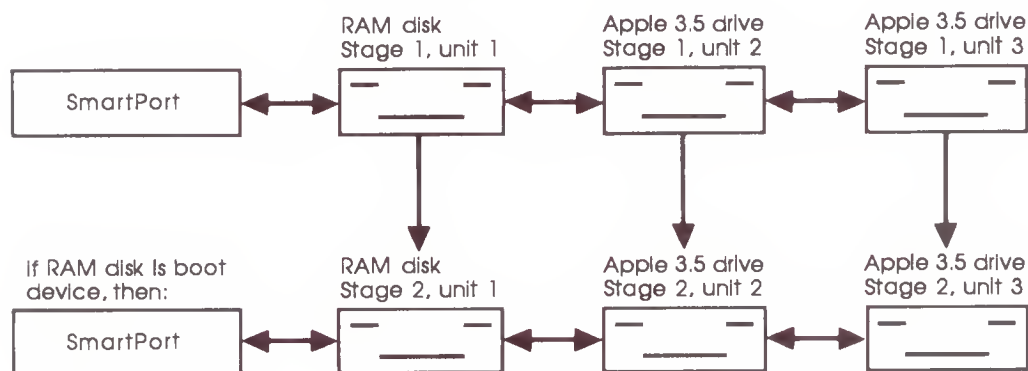 RAM disk
Stage 1, unit 1
Apple 3.5 drive
Stage 1, unit 2
Apple 3.5 drive
Stage 1, unit 3
SmartPort
If RAM disk is boot
device, then:
RAM disk
Stage 2, unit 1
Apple 3.5 drive
Stage 2, unit 2
Apple 3.5 drive
Stage 2, unit 3
SmartPort